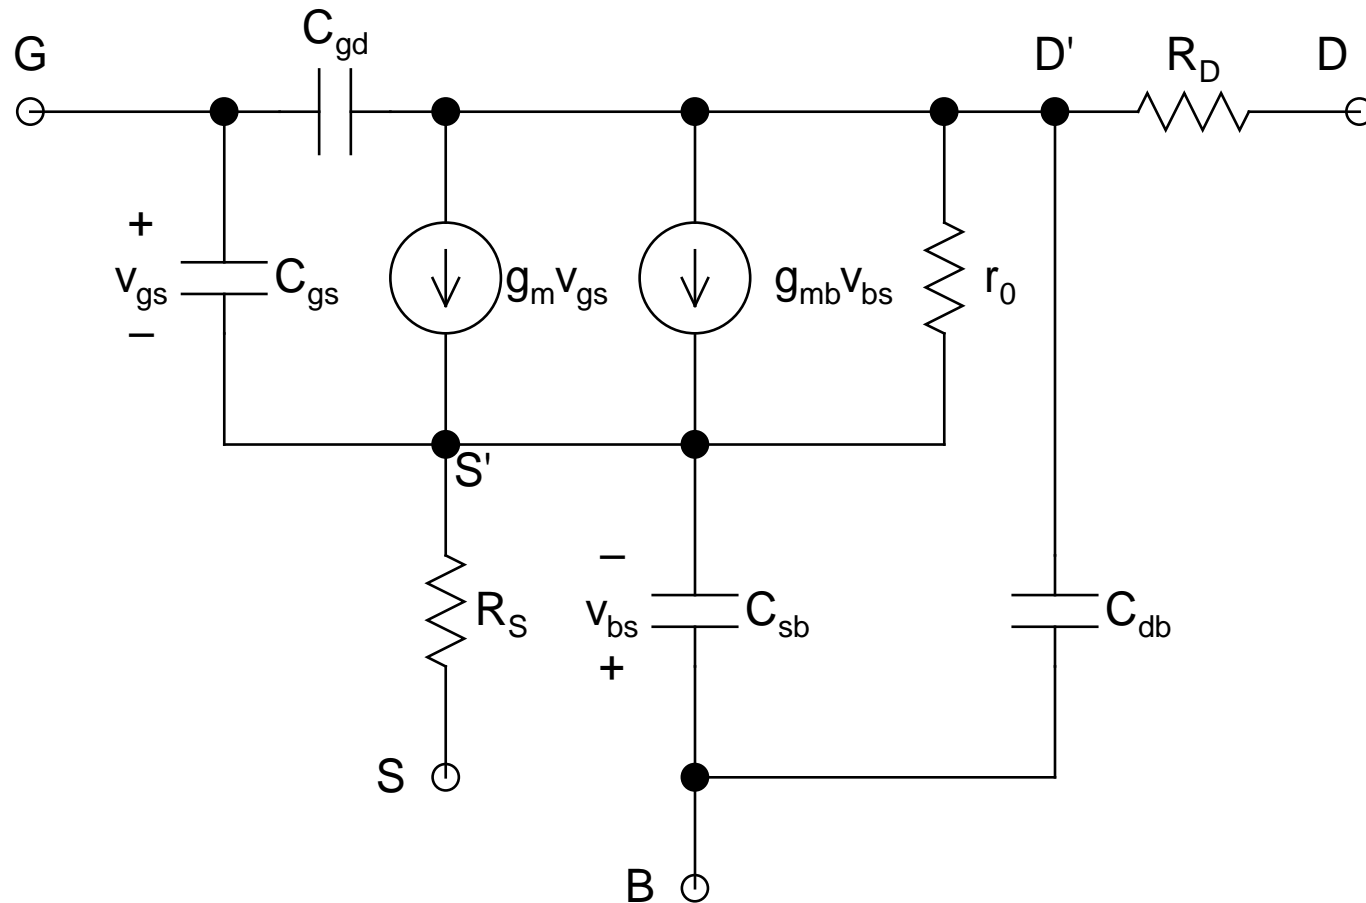 C_gd
G D' R_D D
+
v_gs C_gs g_m v_gs g_mb v_bs r_0
–
S'
–
R_S v_bs C_sb C_db
+
S
B